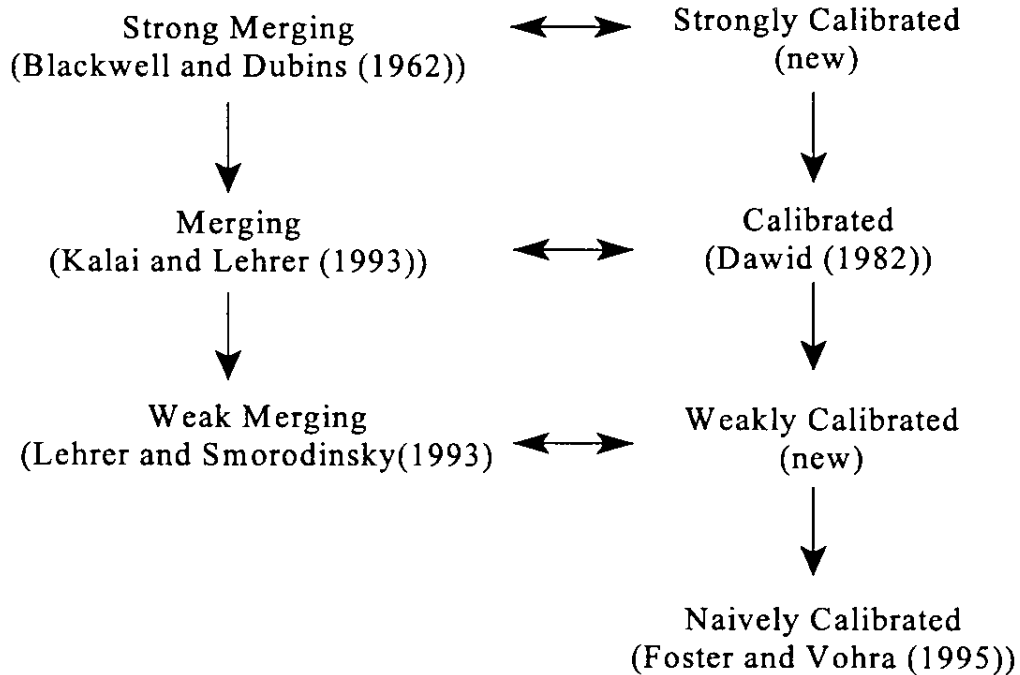 Strong Merging
(Blackwell and Dubins (1962))
Strongly Calibrated
(new)
Merging
(Kalai and Lehrer (1993))
Calibrated
(Dawid (1982))
Weak Merging
(Lehrer and Smorodinsky(1993)
Weakly Calibrated
(new)
Naively Calibrated
(Foster and Vohra (1995))